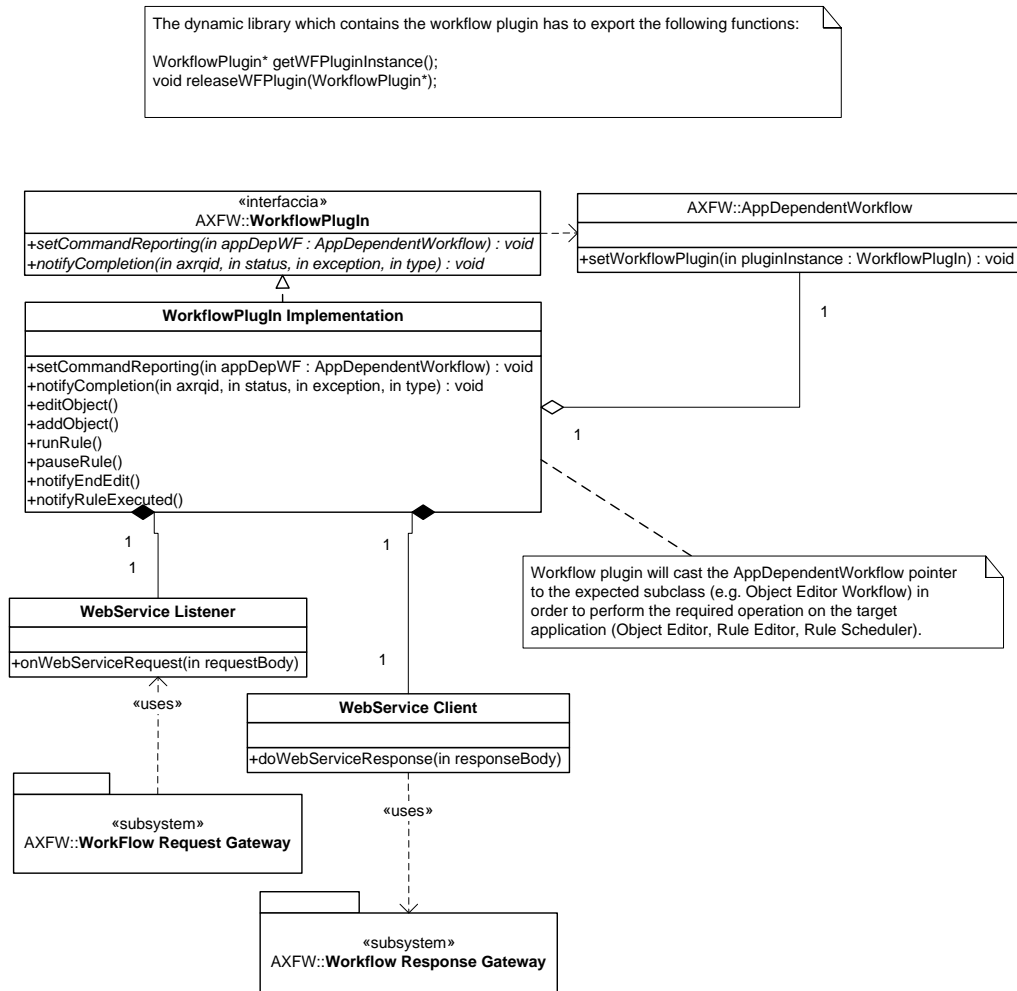 The dynamic library which contains the workflow plugin has to export the following functions:
WorkflowPlugin* getWFPluginInstance();
void releaseWFPlugin(WorkflowPlugin*);
«interfaccia»
AXFW::WorkflowPlugIn
+setCommandReporting(in appDepWF : AppDependentWorkflow) : void
+notifyCompletion(in axrqid, in status, in exception, in type) : void
AXFW::AppDependentWorkflow
+setWorkflowPlugin(in pluginInstance : WorkflowPlugIn) : void
1
WorkflowPlugIn Implementation
+setCommandReporting(in appDepWF : AppDependentWorkflow) : void
+notifyCompletion(in axrqid, in status, in exception, in type) : void
+editObject()
+addObject()
+runRule()
+pauseRule()
+notifyEndEdit()
+notifyRuleExecuted()
1
1
1
1
1
Workflow plugin will cast the AppDependentWorkflow pointer
to the expected subclass (e.g. Object Editor Workflow) in
order to perform the required operation on the target
application (Object Editor, Rule Editor, Rule Scheduler).
WebService Listener
+onWebServiceRequest(in requestBody)
«uses»
WebService Client
+doWebServiceResponse(in responseBody)
«uses»
«subsystem»
AXFW::WorkFlow Request Gateway
«subsystem»
AXFW::Workflow Response Gateway